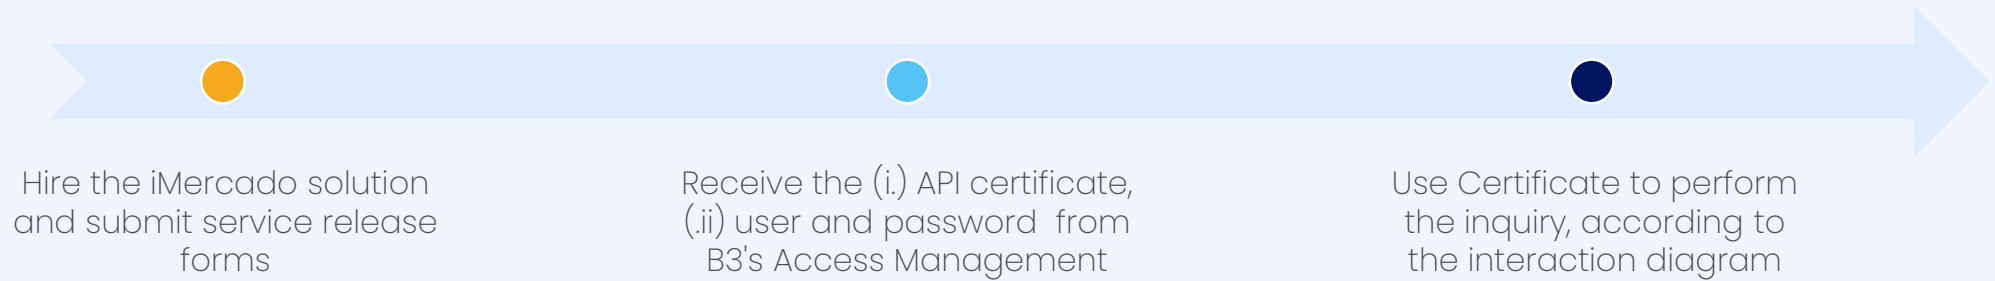 Hire the iMercado solution
and submit service release
forms
Receive the (i.) API certificate,
(.ii) user and password  from
B3's Access Management
Use Certificate to perform
the inquiry, according to
the interaction diagram